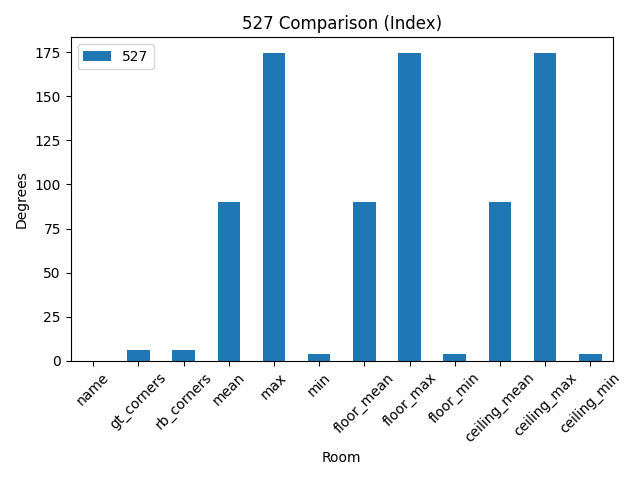 527 Comparison (Index)
527
Degrees
175
150
125
100
75
50
25
0
name
gt_corners
rb_corners
mean
max
min
floor_mean
floor_max
floor_min
ceiling_mean
ceiling_max
ceiling_min
Room